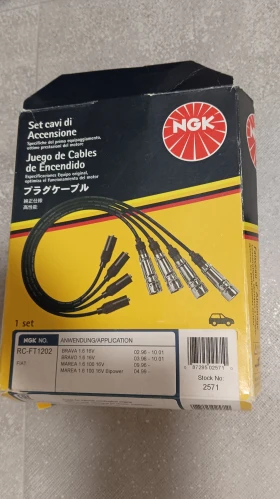 NGK
Set cavi di
Accensione
Specifiche del primo equipaggiamento,
ottime prestazioni del motore
Juego de Cables
de Encendido
Especificaciones Equipo original,
optimiza el funcionamiento del motor
プラグケーブル
純正仕様
高性能
1 set
NGK NO.
ANWENDUNG/APPLICATION
RC-FT1202
FIAT
BRAVA 1.6 16V
BRAVO 1.6 16V
MAREA 1.6 100 16V
MAREA 1.6 100 16V Bipower
Stock No.
2571